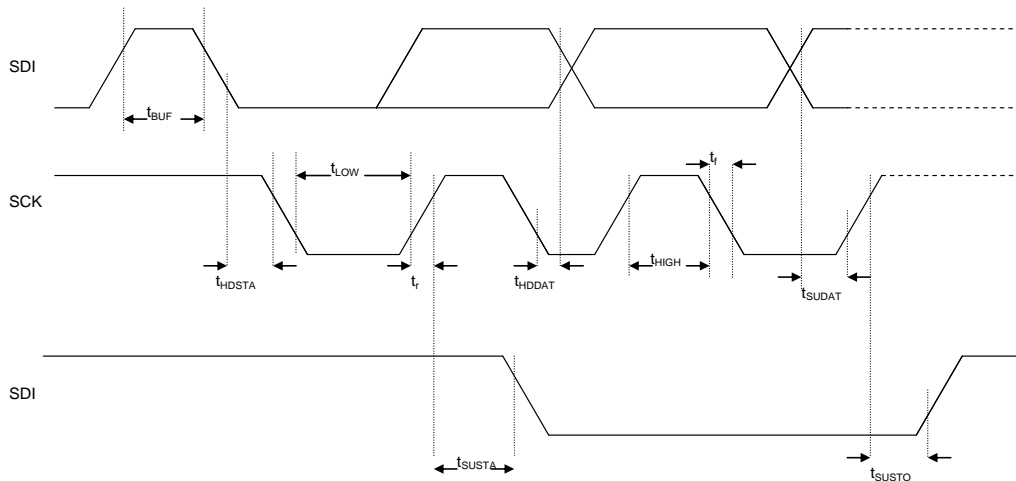 SDI
tBUF
tLOW
tf
SCK
tHDSTA
tr
tHDDAT
tHIGH
tSUDAT
SDI
tSUSTA
tSUSTO